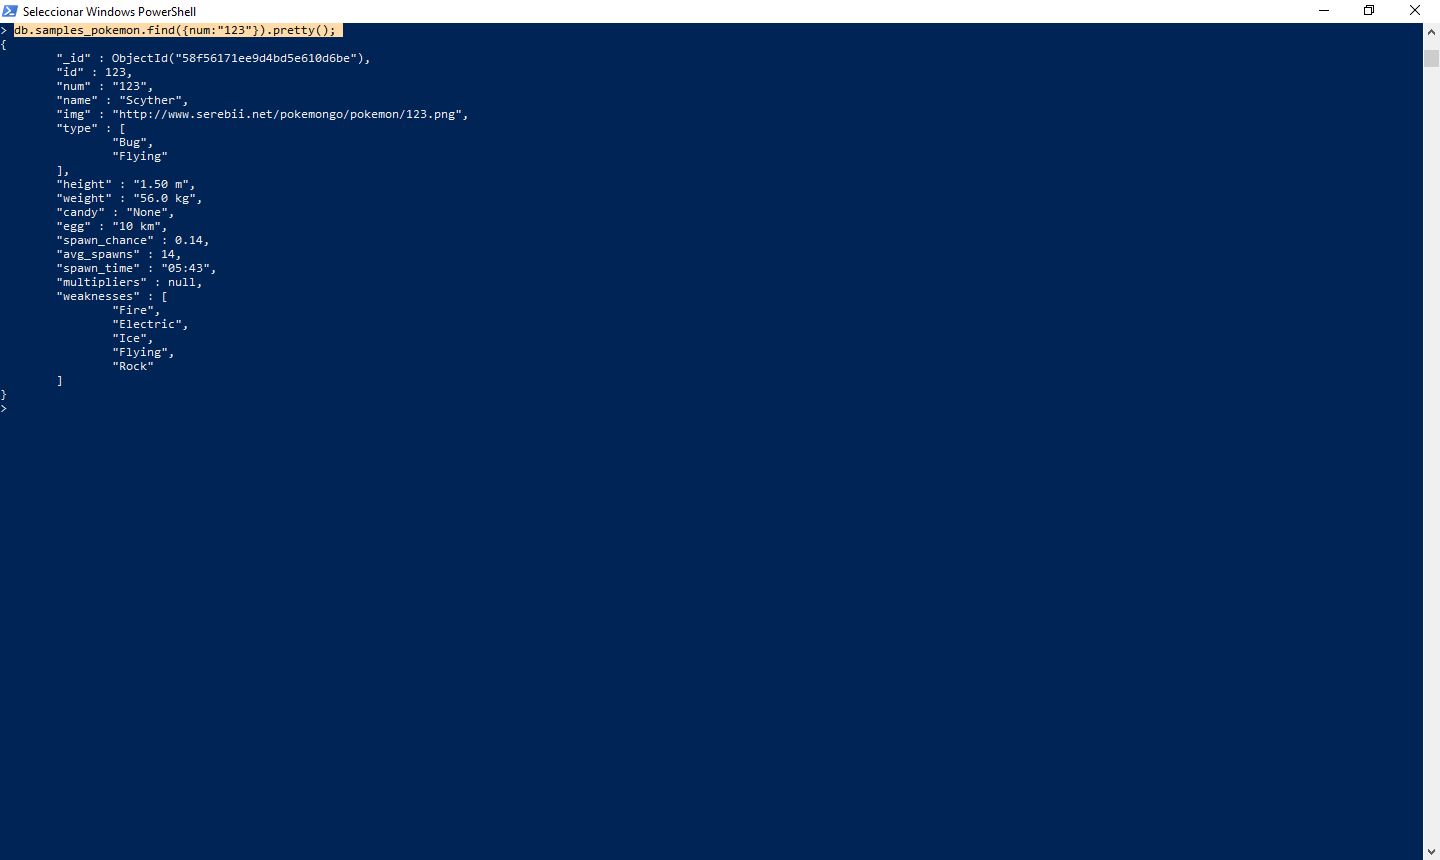 Seleccionar Windows PowerShell
> db.samples_pokemon.find({num:"123"}).pretty();
{
        "_id" : ObjectId("58f56171ee9d4bd5e610d6be"),
        "id" : 123,
        "num" : "123",
        "name" : "Scyther",
        "img" : "http://www.serebii.net/pokemongo/pokemon/123.png",
        "type" : [
                "Bug",
                "Flying"
        ],
        "height" : "1.50 m",
        "weight" : "56.0 kg",
        "candy" : "None",
        "egg" : "10 km",
        "spawn_chance" : 0.14,
        "avg_spawns" : 14,
        "spawn_time" : "05:43",
        "multipliers" : null,
        "weaknesses" : [
                "Fire",
                "Electric",
                "Ice",
                "Flying",
                "Rock"
        ]
}
>